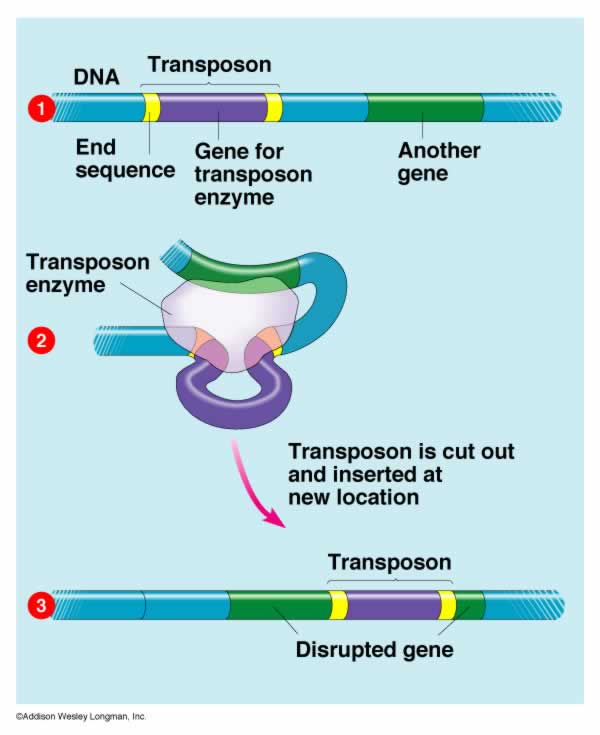 Transposon
DNA
1
End
sequence
Gene for
transposon
enzyme
Another
gene
Transposon
enzyme
2
Transposon is cut out
and inserted at
new location
Transposon
3
Disrupted gene
©Addison Wesley Longman, Inc.